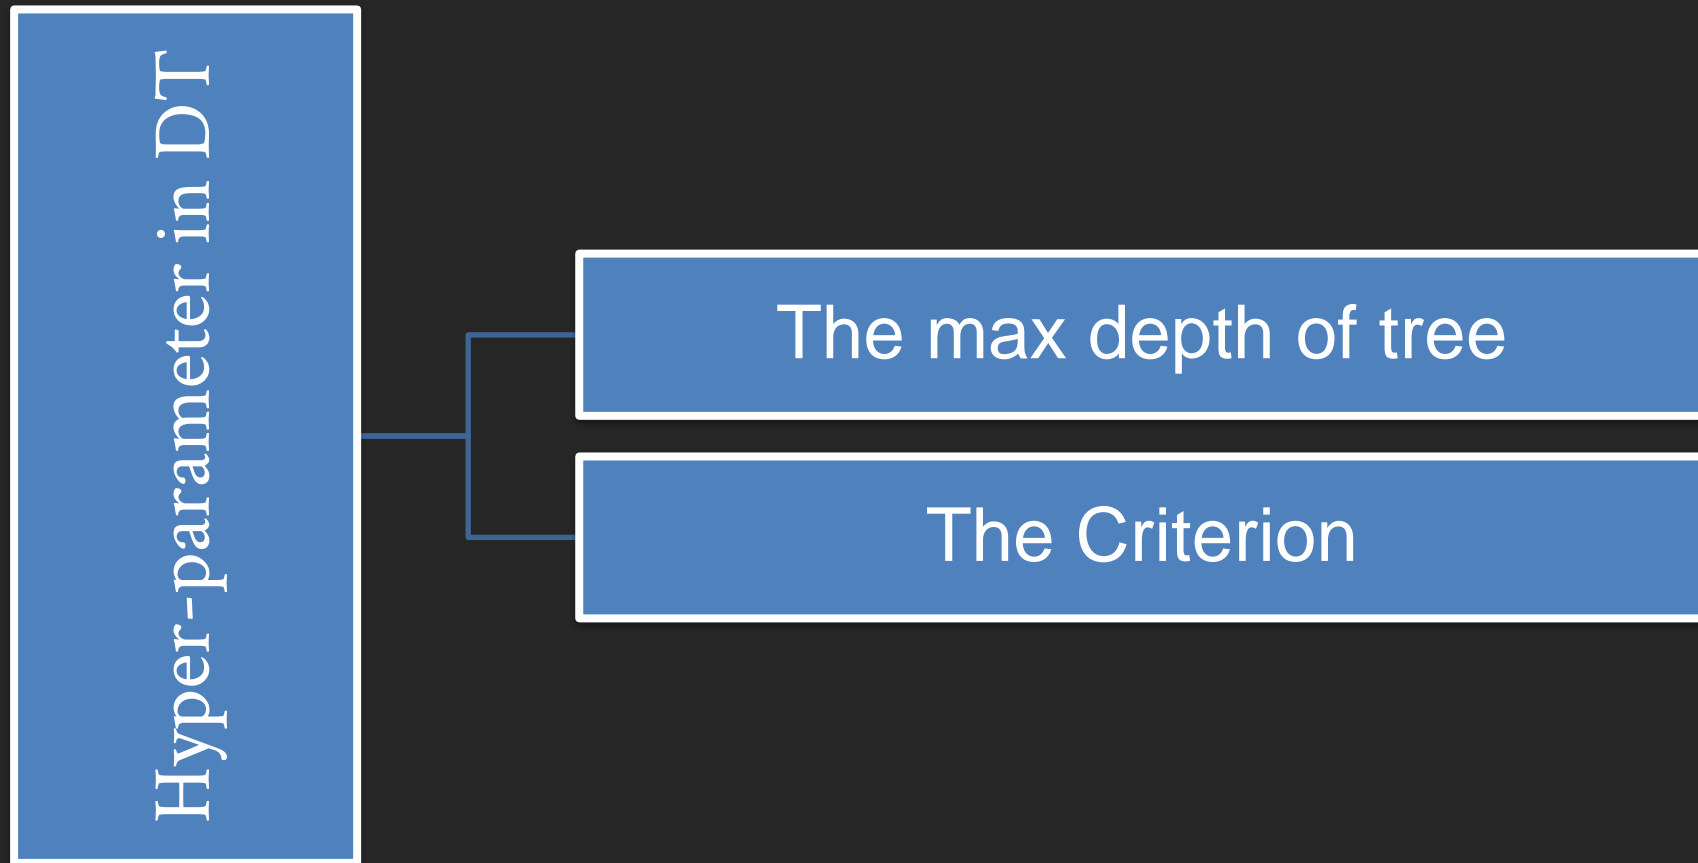 Hyper-parameter in DT
The max depth of tree
The Criterion